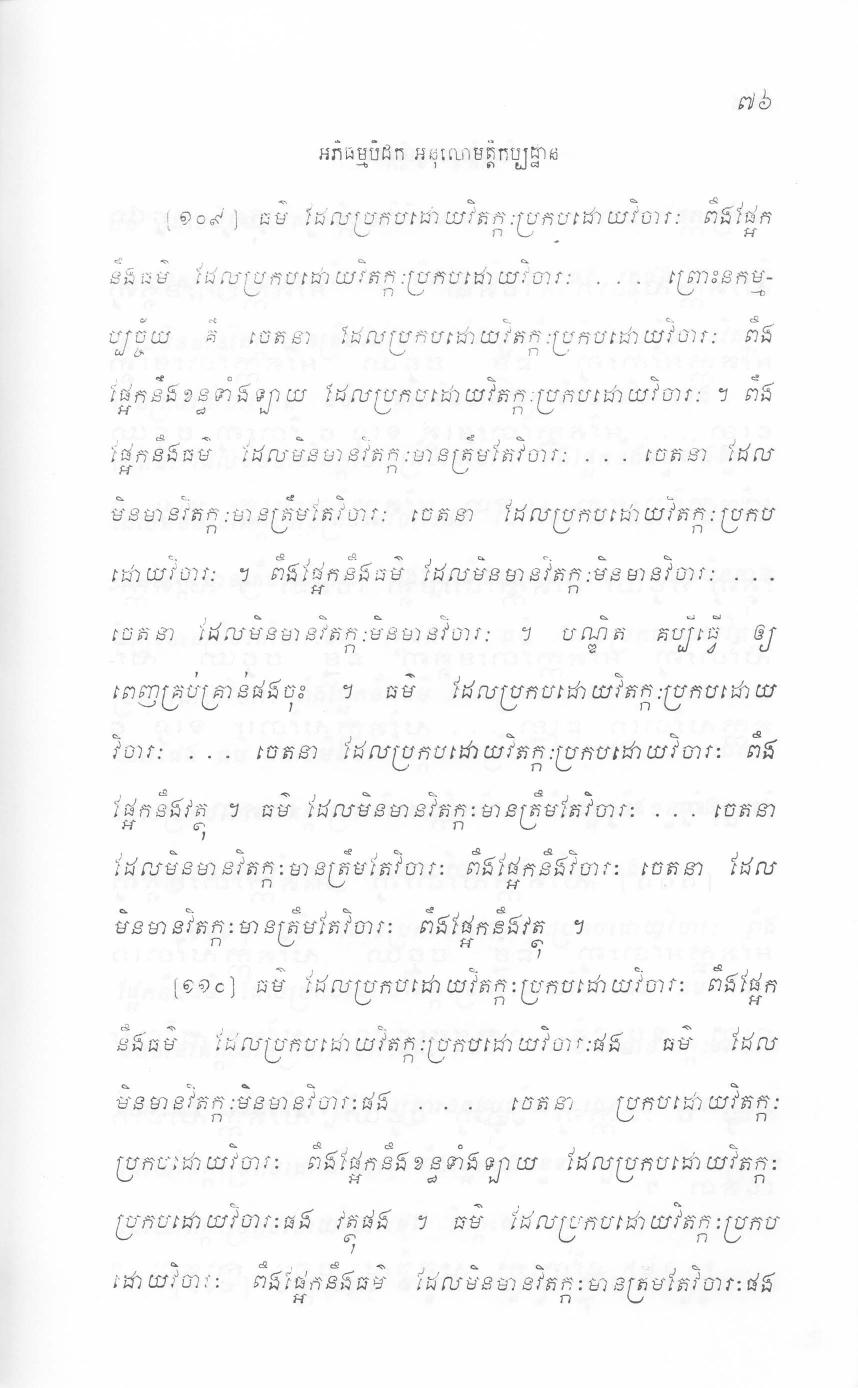 ៧៦
អភិធម្មបិដក អនុលោមត្តិកប្បដ្ឋាន
[១០៩] ធម៌ ដែលប្រកបដោយវិតក្កៈប្រកបដោយវិចារៈ ពឹងផ្អែក
នឹងធម៌ ដែលប្រកបដោយវិតក្កៈប្រកបដោយវិចារៈ . . . ព្រោះនកម្ម-
ប្បច្ច័យ គឺ ចេតនា ដែលប្រកបដោយវិតក្កៈប្រកបដោយវិចារៈ ពឹង
ផ្អែកនឹងខន្ធទាំងឡាយ ដែលប្រកបដោយវិតក្កៈប្រកបដោយវិចារៈ ។ ពឹង
ផ្អែកនឹងធម៌ ដែលមិនមានវិតក្កៈមានត្រឹមតែវិចារៈ . . . ចេតនា ដែល
មិនមានវិតក្កៈមានត្រឹមតែវិចារៈ ចេតនា ដែលប្រកបដោយវិតក្កៈប្រកប
ដោយវិចារៈ ។ ពឹងផ្អែកនឹងធម៌ ដែលមិនមានវិតក្កៈមិនមានវិចារៈ . . .
ចេតនា ដែលមិនមានវិតក្កៈមិនមានវិចារៈ ។ បណ្ឌិត គប្បីធ្វើ ឲ្យ
ពេញគ្រប់គ្រាន់ផងចុះ ។ ធម៌ ដែលប្រកបដោយវិតក្កៈប្រកបដោយ
វិចារៈ . . . ចេតនា ដែលប្រកបដោយវិតក្កៈប្រកបដោយវិចារៈ ពឹង
ផ្អែកនឹងវត្ថុ ។ ធម៌ ដែលមិនមានវិតក្កៈមានត្រឹមតែវិចារៈ . . . ចេតនា
ដែលមិនមានវិតក្កៈមានត្រឹមតែវិចារៈ ពឹងផ្អែកនឹងវិចារៈ ចេតនា ដែល
មិនមានវិតក្កៈមានត្រឹមតែវិចារៈ ពឹងផ្អែកនឹងវត្ថុ ។
[១១០] ធម៌ ដែលប្រកបដោយវិតក្កៈប្រកបដោយវិចារៈ ពឹងផ្អែក
នឹងធម៌ ដែលប្រកបដោយវិតក្កៈប្រកបដោយវិចារៈផង ធម៌ ដែល
មិនមានវិតក្កៈមិនមានវិចារៈផង . . . ចេតនា ប្រកបដោយវិតក្កៈ
ប្រកបដោយវិចារៈ ពឹងផ្អែកនឹងខន្ធទាំងឡាយ ដែលប្រកបដោយវិតក្កៈ
ប្រកបដោយវិចារៈផង វត្ថុផង ។ ធម៌ ដែលប្រកបដោយវិតក្កៈប្រកប
ដោយវិចារៈ ពឹងផ្អែកនឹងធម៌ ដែលមិនមានវិតក្កៈមានត្រឹមតែវិចារៈផង